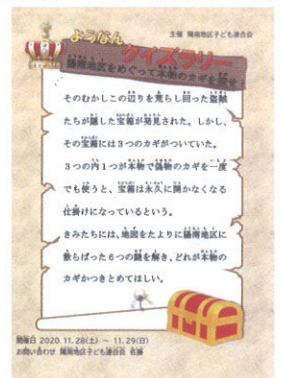 主催 陽南地区子ども連合会
ようなん
クイズラリー
陽南地区をめぐって本物のカギを探せ！
そのむかしこの辺りを荒らし回った盗賊
たちが隠した宝箱が発見された。しかし、
その宝箱には３つのカギがついていた。
３つの内１つが本物で偽物のカギを一度
でも使うと、宝箱は永久に開かなくなる
仕掛けになっているという。
きみたちには、地図をたよりに陽南地区に
散らばった６つの謎を解き、どれが本物の
カギかつきとめてほしい。
開催日 2020.11.28(土) ～ 11.29(日)
お問い合わせ 陽南地区子ども連合会 佐藤